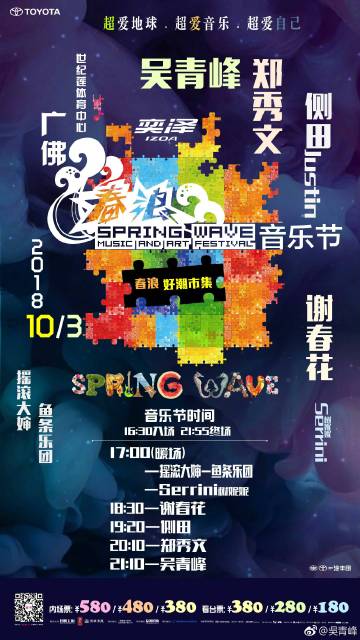 TOYOTA
超爱地球．超爱音乐．超爱自己
吴青峰
郑秀文
侧田Justin
世纪莲体育中心
广佛
奕泽
IZOA
春浪
SPRING WAVE
MUSIC AND ART FESTIVAL
音乐节
春浪 好潮市集
2018
10/3
谢春花
Serrini
SPRING WAVE
摇滚大婶
鱼条乐团
音乐节时间
16:30入场 21:55终场
17:00(暖场)
—摇滚大婶—鱼条乐团
—Serrini
18:30—谢春花
19:20—侧田
20:10—郑秀文
21:10—吴青峰
一汽丰田
内场票：¥580/¥480/¥380 看台票：¥380/¥280/¥180
@吳青峰